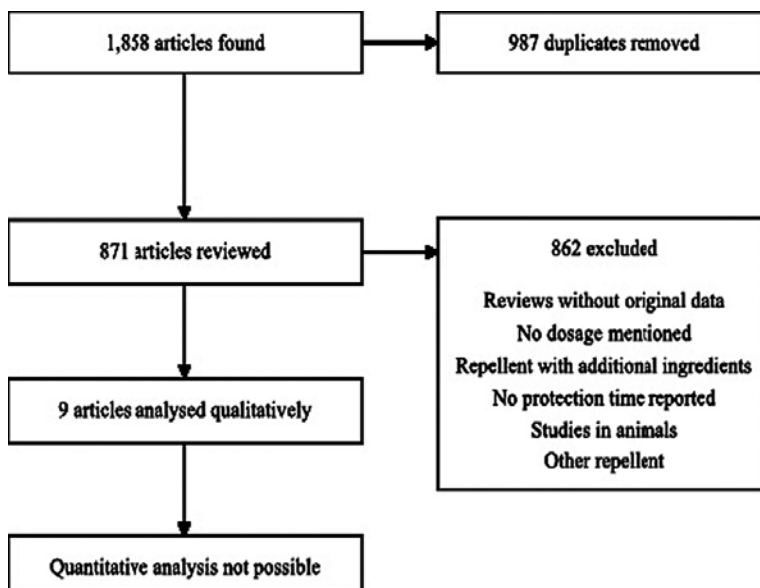 1,858 articles found
987 duplicates removed
871 articles reviewed
862 excluded
Reviews without original data
No dosage mentioned
Repellent with additional ingredients
No protection time reported
Studies in animals
Other repellent
9 articles analysed qualitatively
Quantitative analysis not possible